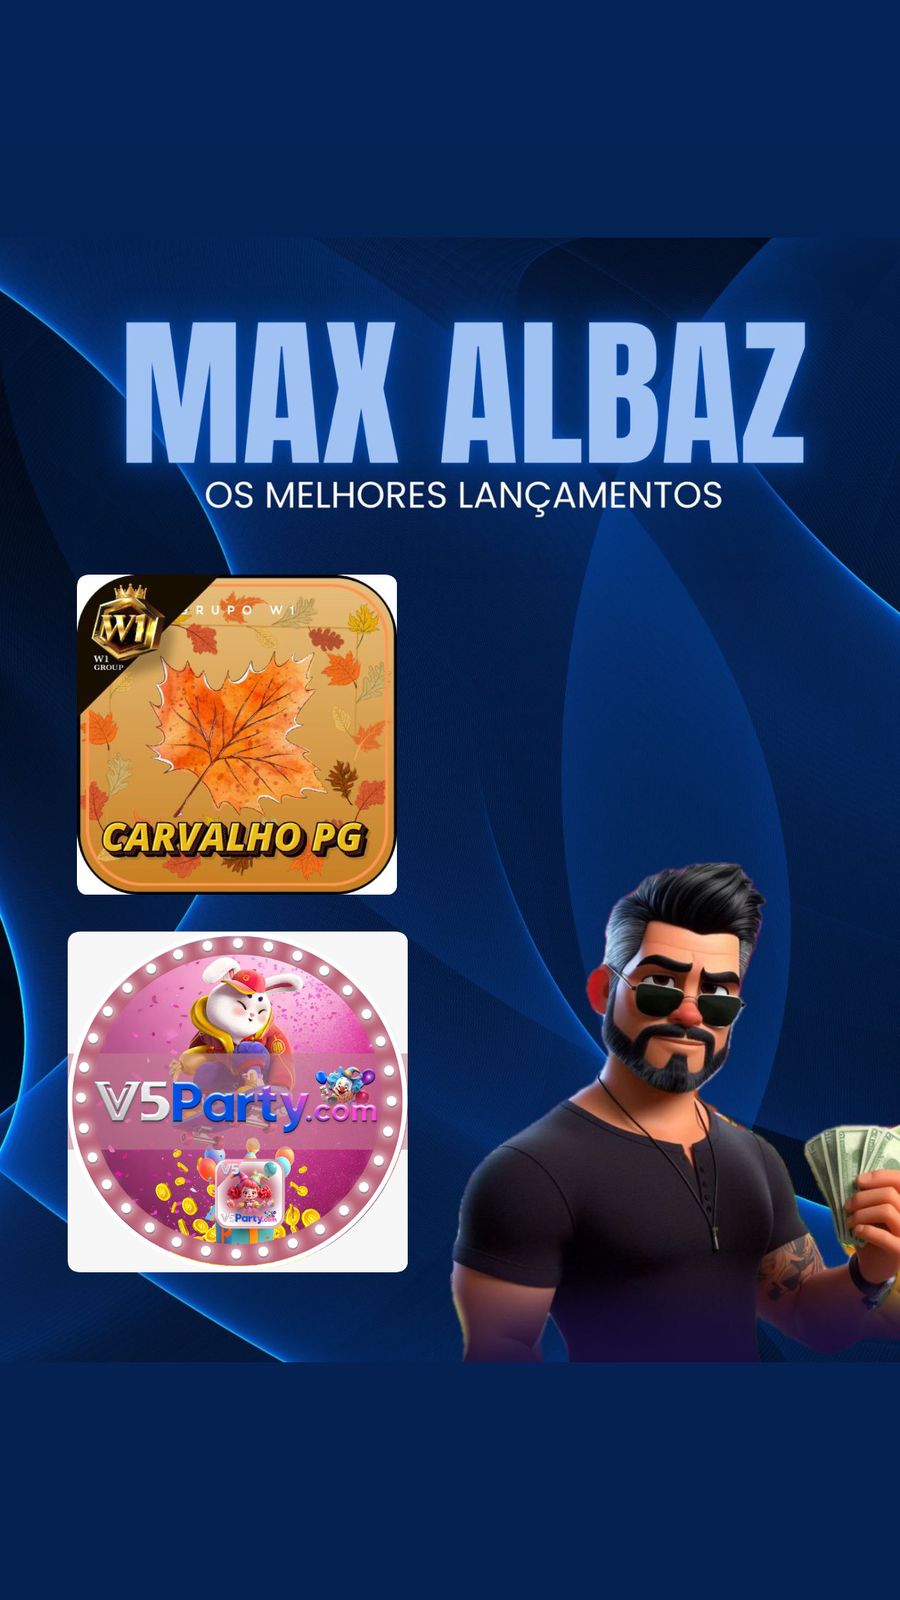 MAX ALBAZ
OS MELHORES LANÇAMENTOS
GRUPO W1
W1
W1
GROUP
CARVALHO PG
V5Party.com
V5
V5Party.com